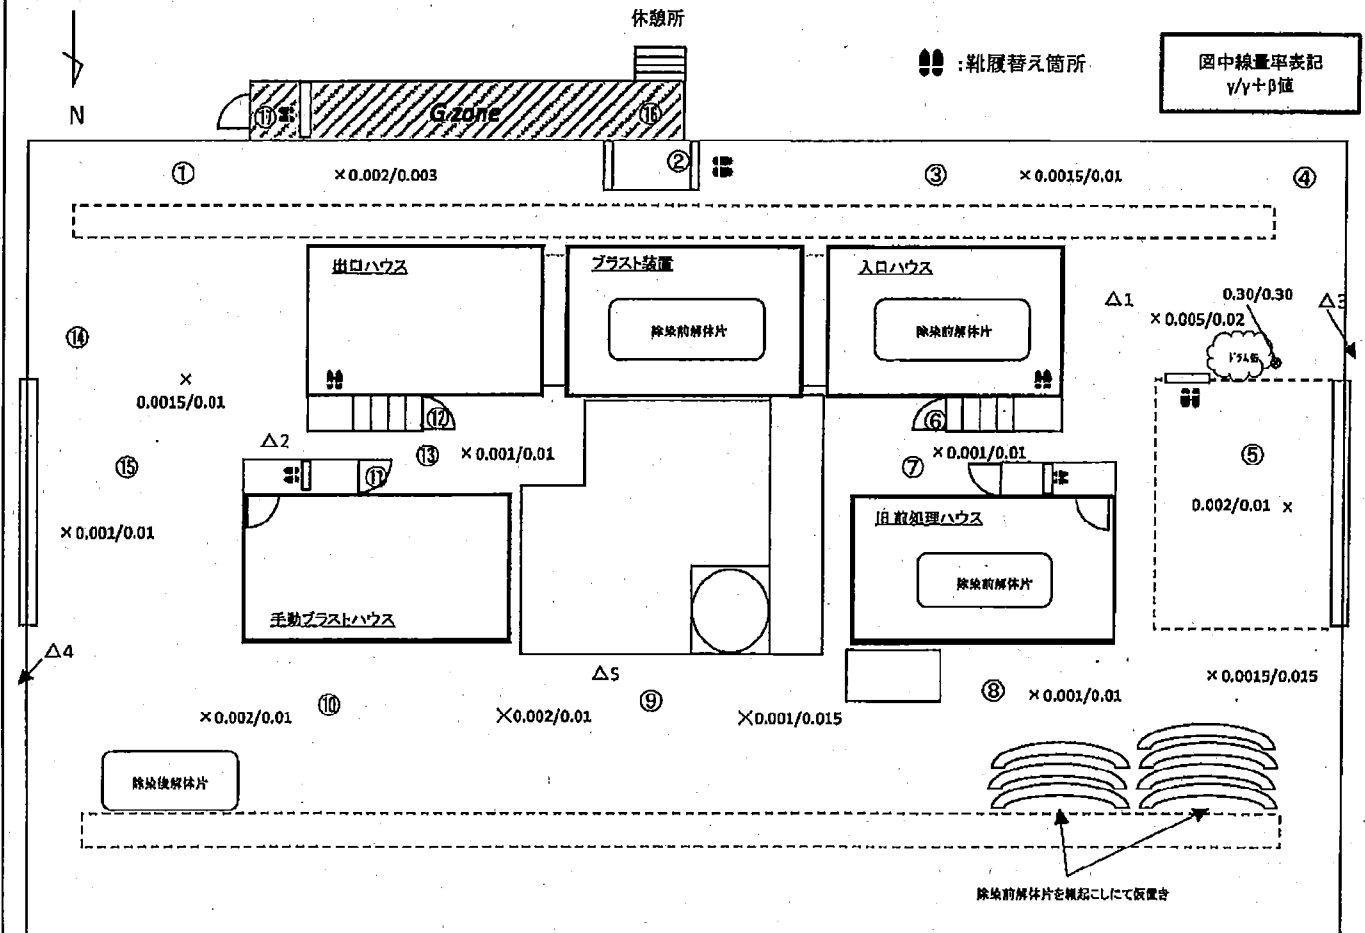 休憩所
:靴履替え箇所
図中線量率表記
γ/γ+β値
N
⑰
G zone
⑯
①
×0.002/0.003
②
③
×0.0015/0.01
④
出口ハウス
ブラスト装置
入口ハウス
除染前解体片
除染前解体片
△1
0.30/0.30
△3
×0.005/0.02
ドラム缶
⑭
×
0.0015/0.01
⑫
⑥
△2
⑬
×0.001/0.01
⑦
×0.001/0.01
⑤
⑮
⑪
0.002/0.01 ×
×0.001/0.01
旧前処理ハウス
除染前解体片
手動ブラストハウス
△4
△5
×0.0015/0.015
⑩
⑨
⑧
×0.001/0.01
×0.002/0.01
×0.002/0.01
×0.001/0.015
除染後解体片
除染前解体片を縦起こしにて仮置き